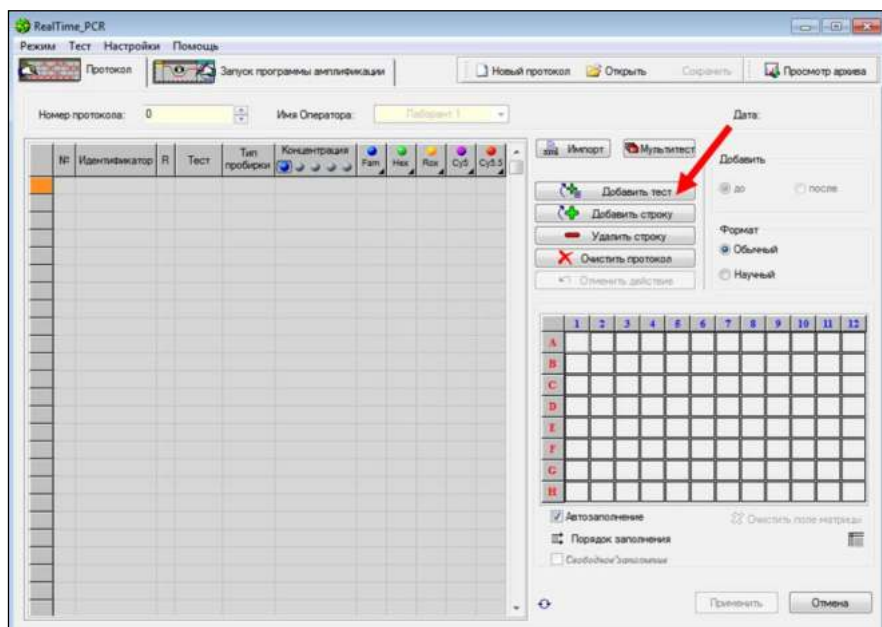 RealTime_PCR
Режим Тест Настройки Помощь
Протокол Запуск программы амплификации Новый протокол Открыть Сохранить Просмотр архива
Номер протокола: 0 Имя Оператора: Лаборант 1 Дата:
№ Идентификатор R Тест Тип пробирки Концентрация Fam Hex Rox Cy5 Cy5.5
Импорт Мультитест
Добавить
Добавить тест до после
Добавить строку
Удалить строку Формат
Очистить протокол Обычный
Отменить действие Научный
1 2 3 4 5 6 7 8 9 10 11 12
A
B
C
D
E
F
G
H
Автозаполнение Очистить поле матрицы
Порядок заполнения
Свободное заполнение
Применить Отмена